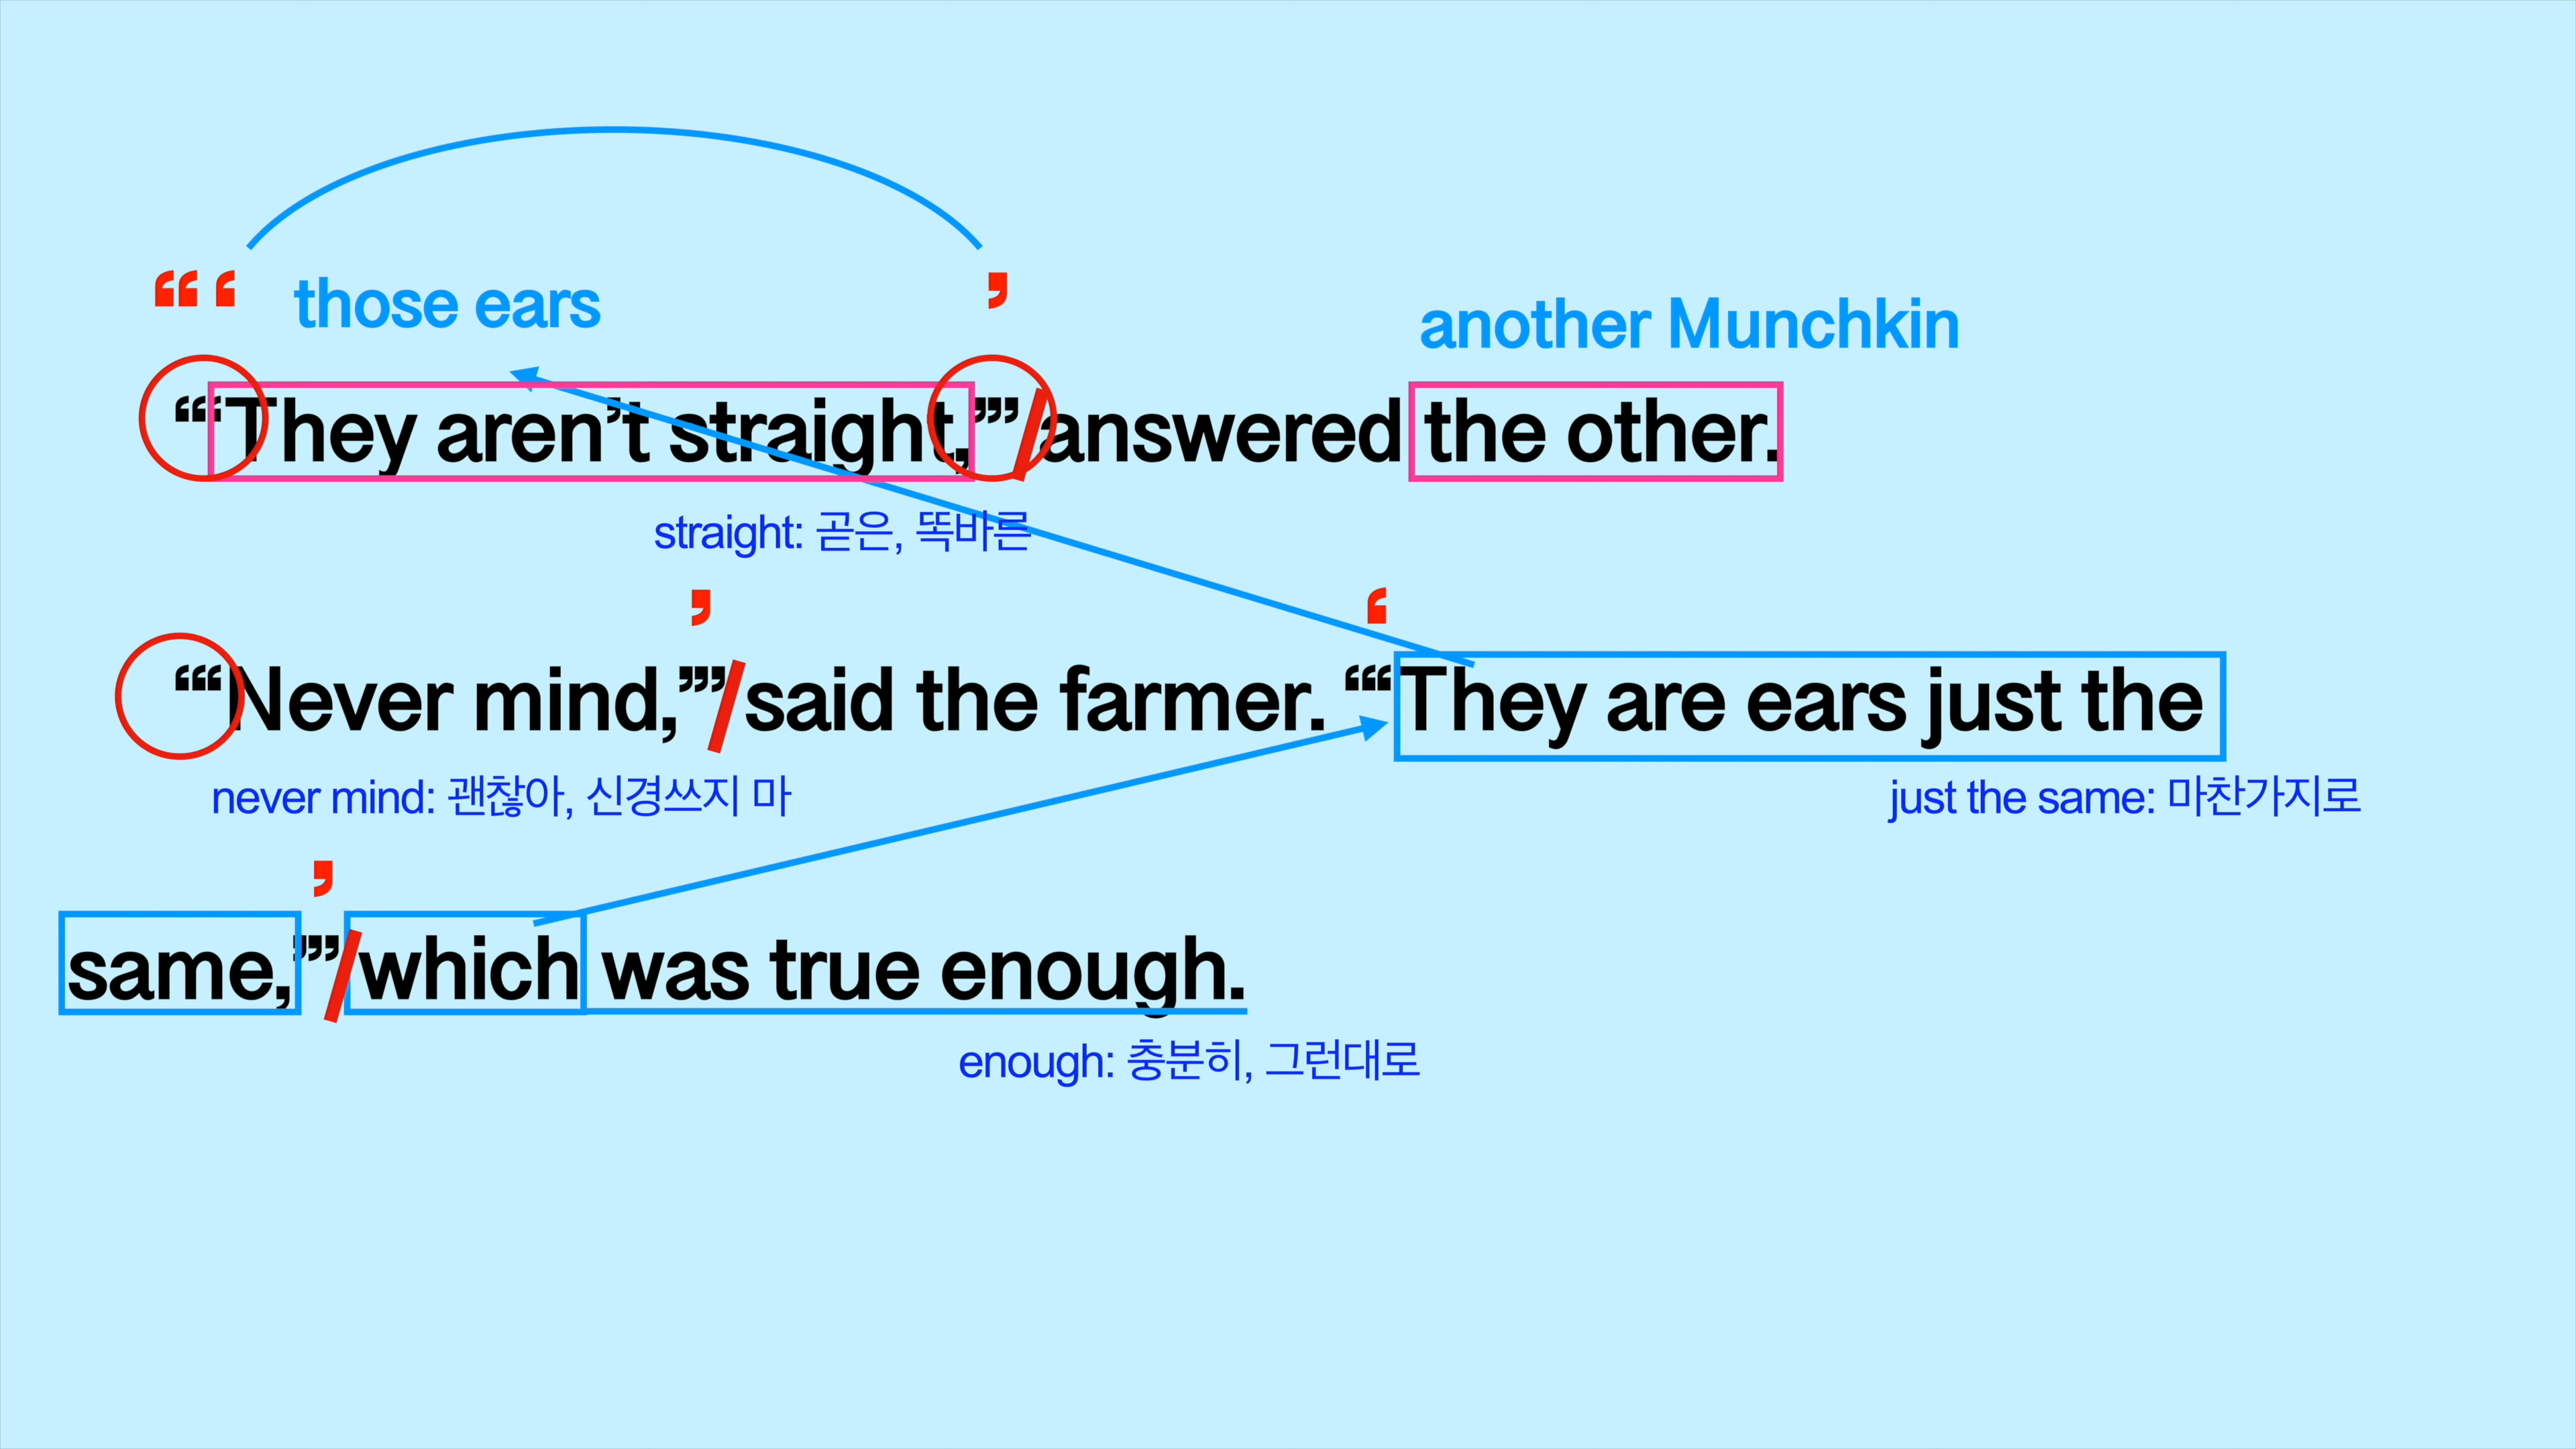 “ ‘ those ears ’
another Munchkin
“‘They aren’t straight,’” answered the other.
straight: 곧은, 똑바른
’ ‘
“‘Never mind,’” said the farmer. “‘They are ears just the
never mind: 괜찮아, 신경쓰지 마 just the same: 마찬가지로
’
same,’” which was true enough.
enough: 충분히, 그런대로